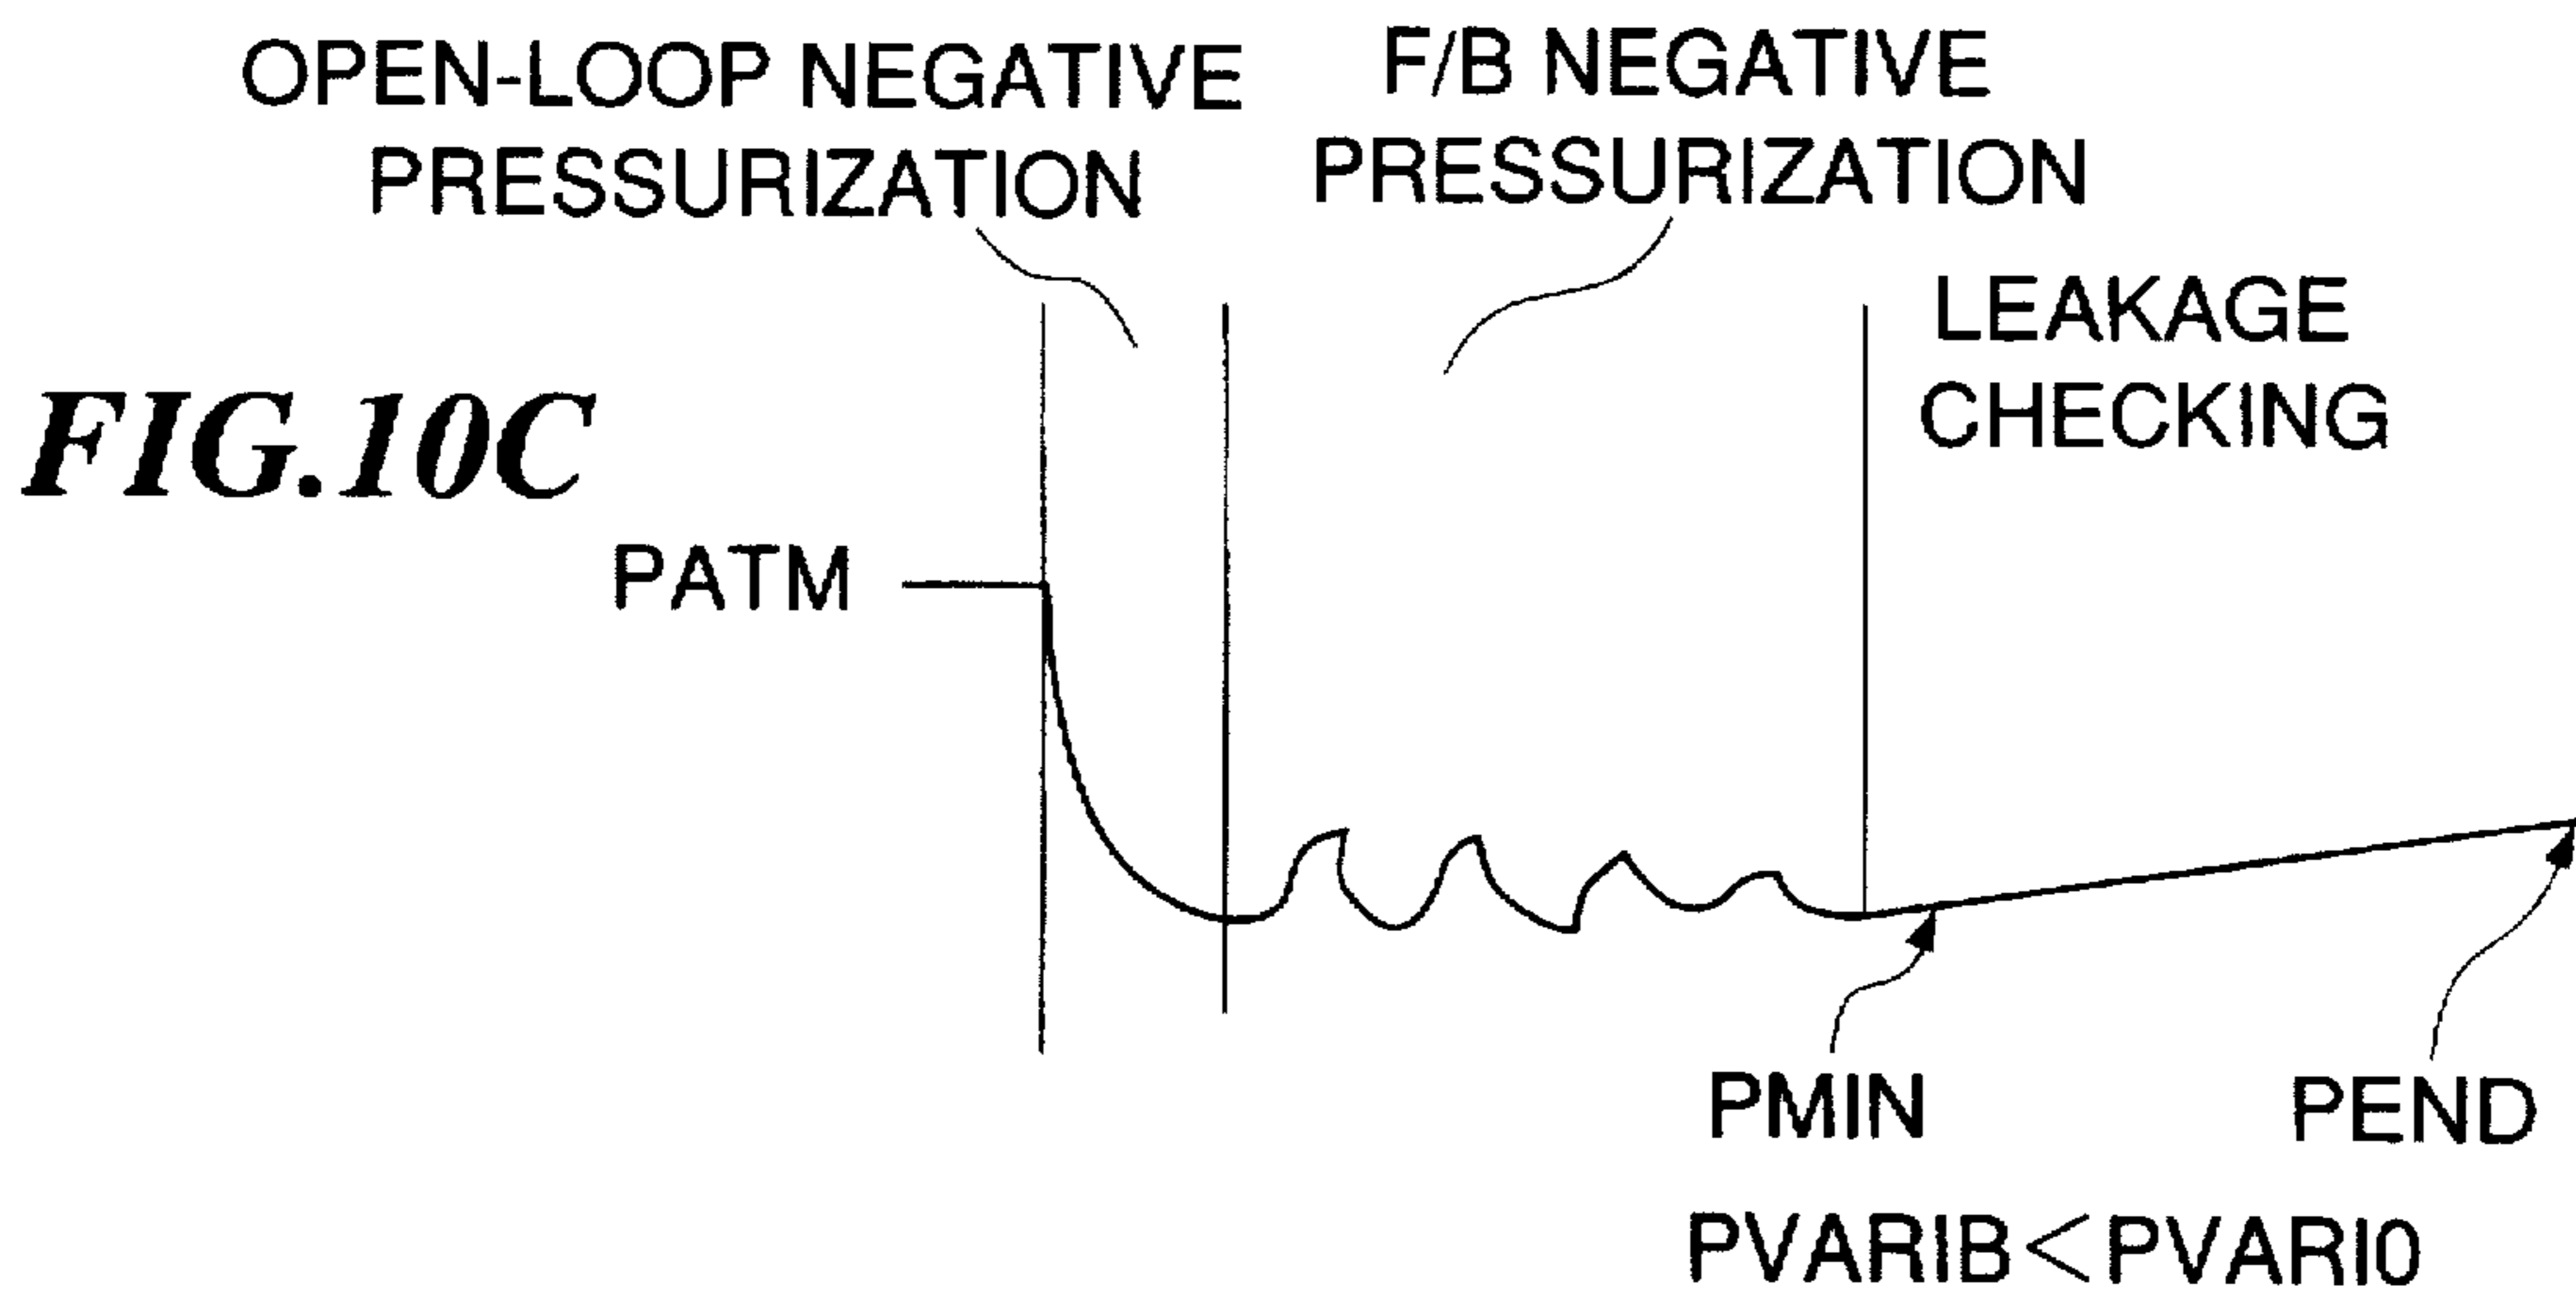 OPEN-LOOP NEGATIVE
PRESSURIZATION
F/B NEGATIVE
PRESSURIZATION
LEAKAGE
CHECKING
FIG.10C
PATM
PMIN
PEND
PVARIB<PVARI0